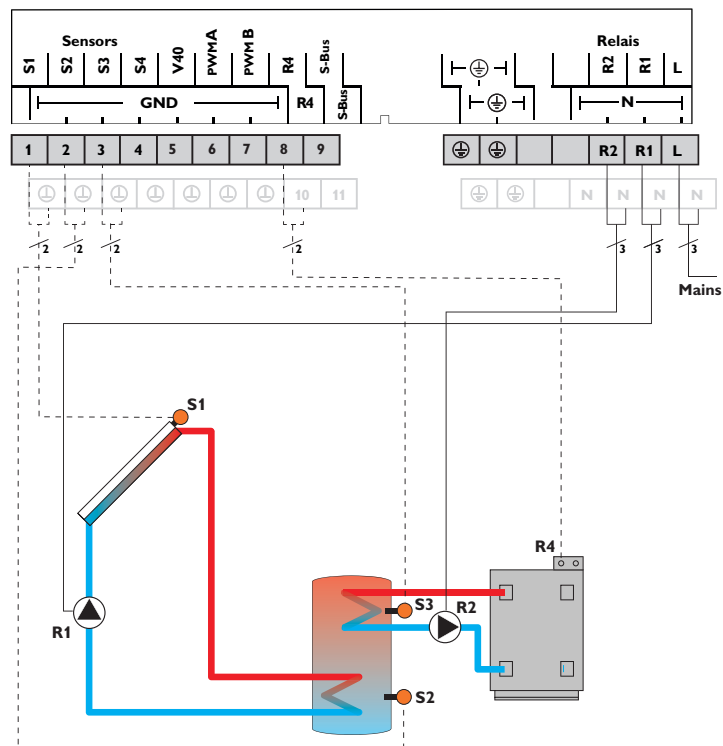 Sensors
Relais
S1 S2 S3 S4 V40 PWMA PWMB R4 S-Bus
R2 R1 L
GND R4 S-Bus
N
1 2 3 4 5 6 7 8 9
R2 R1 L
10 11
N N N N
2 2 2 2
3 3 3
Mains
S1
R4
S3
R2
R1
S2